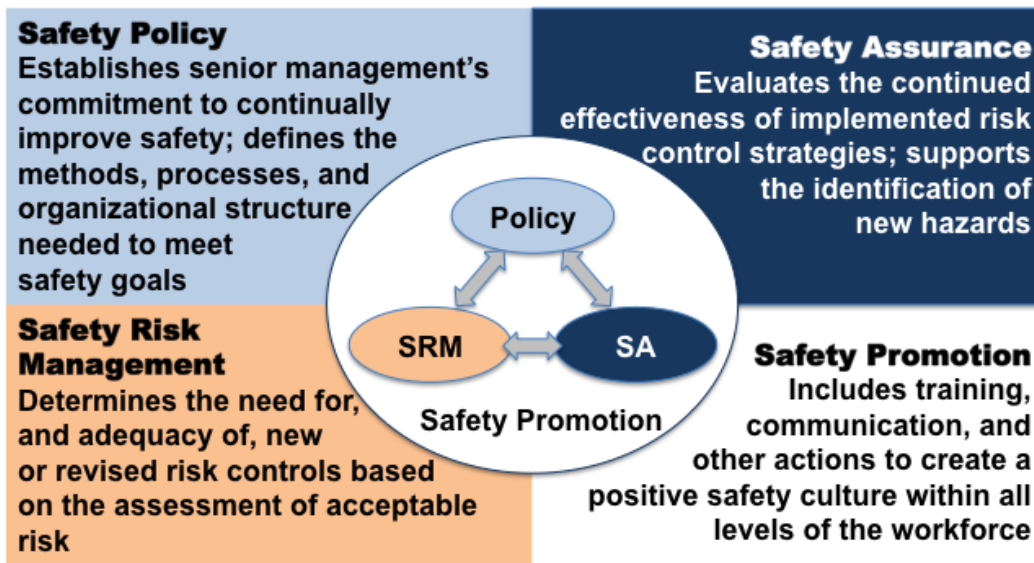 Safety Policy
Establishes senior management's
commitment to continually
improve safety; defines the
methods, processes, and
organizational structure
needed to meet
safety goals
Safety Assurance
Evaluates the continued
effectiveness of implemented risk
control strategies; supports
the identification of
new hazards
Policy
SRM
SA
Safety Promotion
Safety Risk
Management
Determines the need for,
and adequacy of, new
or revised risk controls based
on the assessment of acceptable
risk
Safety Promotion
Includes training,
communication, and
other actions to create a
positive safety culture within all
levels of the workforce